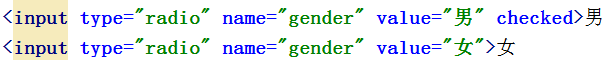 <input type="radio" name="gender" value="男" checked>男
<input type="radio" name="gender" value="女">女